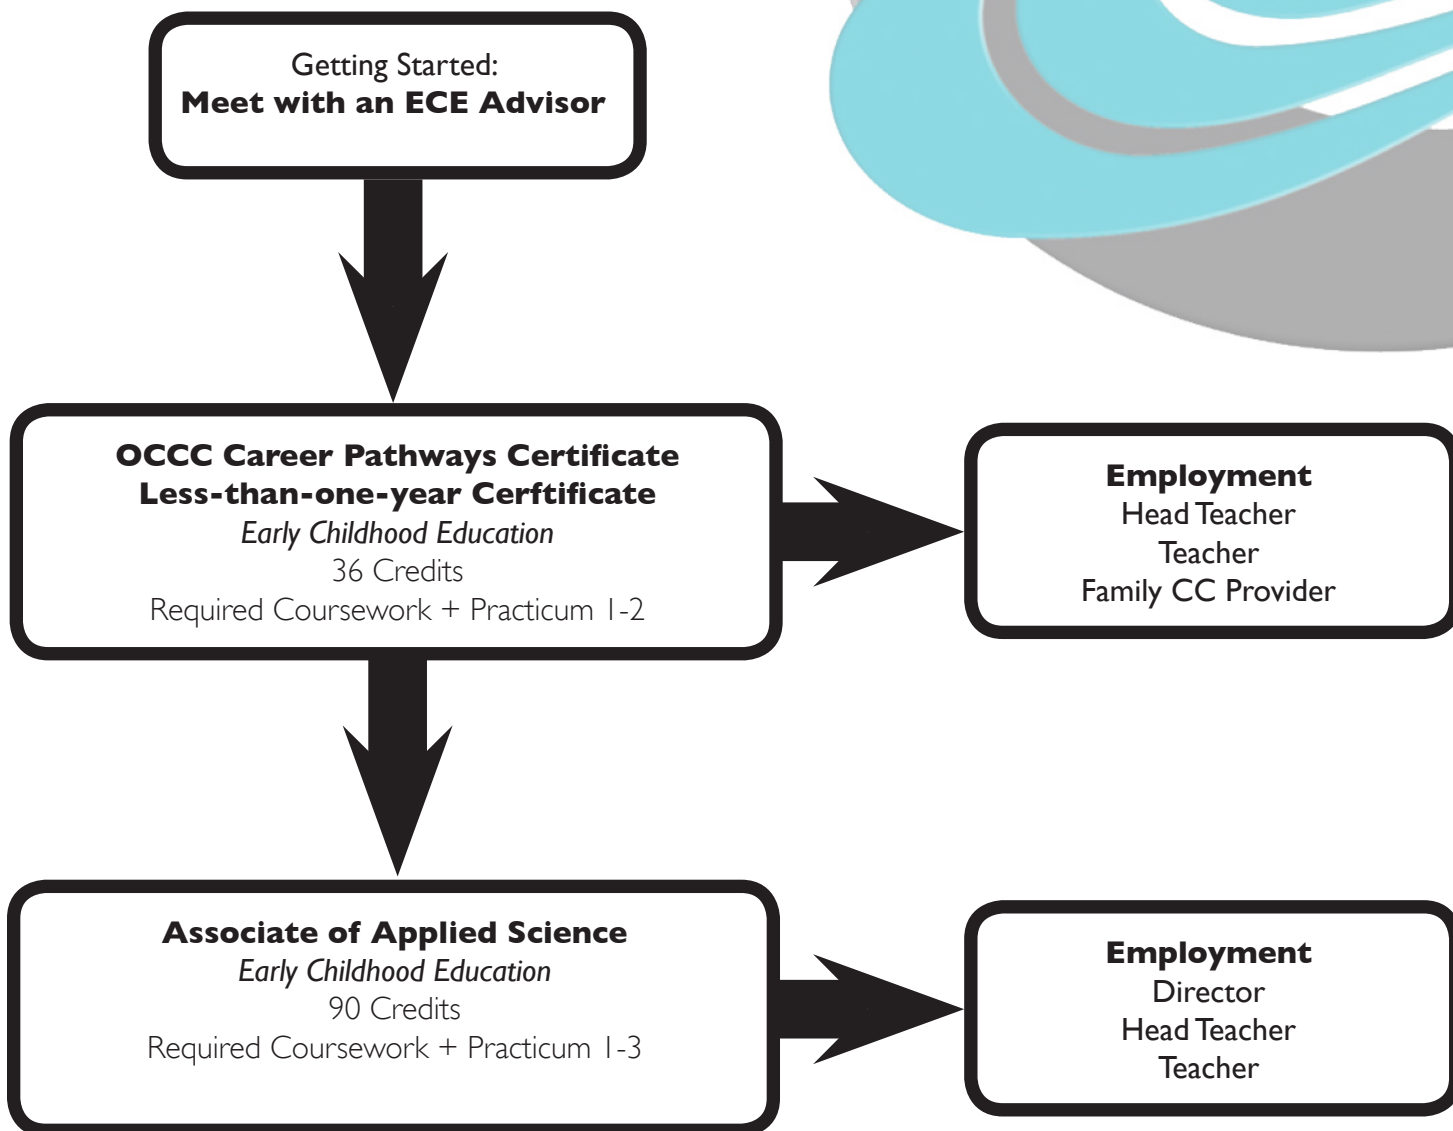 Getting Started:
Meet with an ECE Advisor
OCCC Career Pathways Certificate
Less-than-one-year Cerftificate
Early Childhood Education
36 Credits
Required Coursework + Practicum 1-2
Employment
Head Teacher
Teacher
Family CC Provider
Associate of Applied Science
Early Childhood Education
90 Credits
Required Coursework + Practicum 1-3
Employment
Director
Head Teacher
Teacher